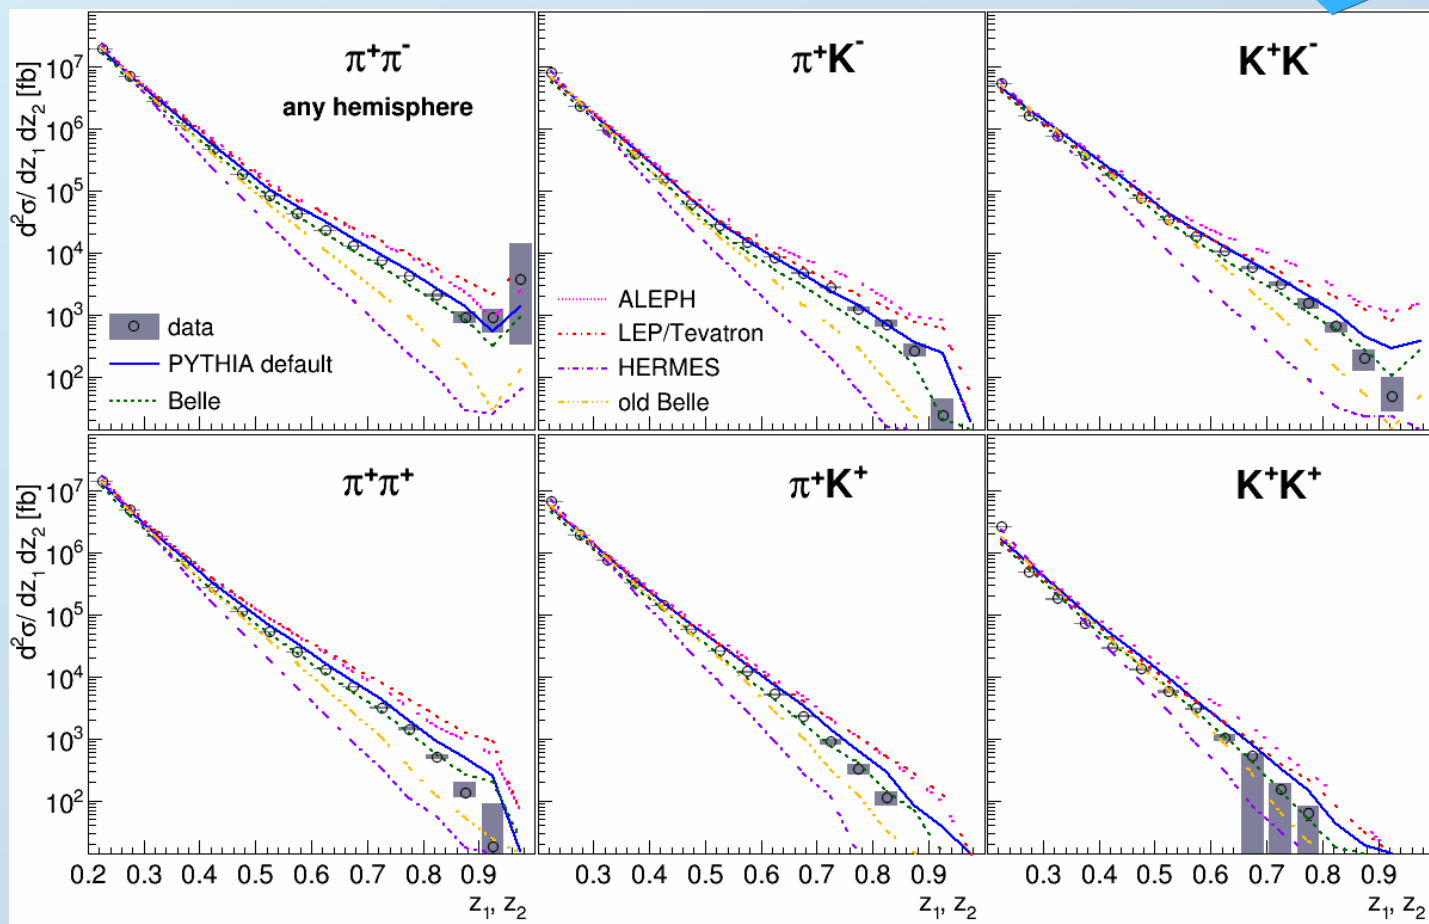 π⁺π⁻
any hemisphere
π⁺K⁻
K⁺K⁻
d²σ/ dz₁ dz₂ [fb]
10⁷
10⁶
10⁵
10⁴
10³
10²
data
PYTHIA default
Belle
ALEPH
LEP/Tevatron
HERMES
old Belle
π⁺π⁺
π⁺K⁺
K⁺K⁺
d²σ/ dz₁ dz₂ [fb]
10⁷
10⁶
10⁵
10⁴
10³
10²
0.2 0.3 0.4 0.5 0.6 0.7 0.8 0.9
0.3 0.4 0.5 0.6 0.7 0.8 0.9
0.3 0.4 0.5 0.6 0.7 0.8 0.9
z₁, z₂
z₁, z₂
z₁, z₂